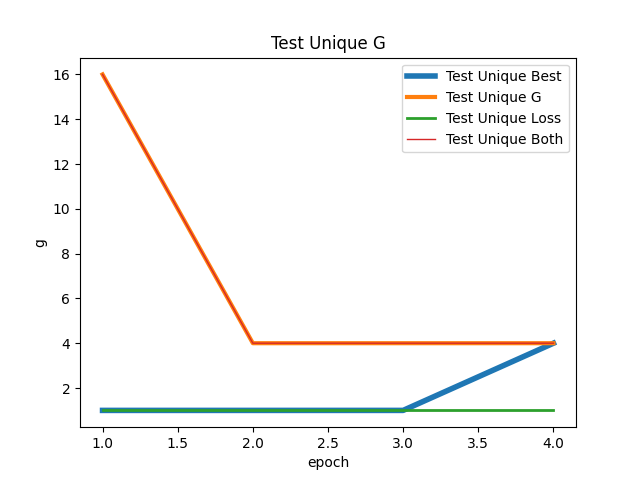 Test Unique G
Test Unique Best
Test Unique G
Test Unique Loss
Test Unique Both
g
16
14
12
10
8
6
4
2
1.0 1.5 2.0 2.5 3.0 3.5 4.0
epoch